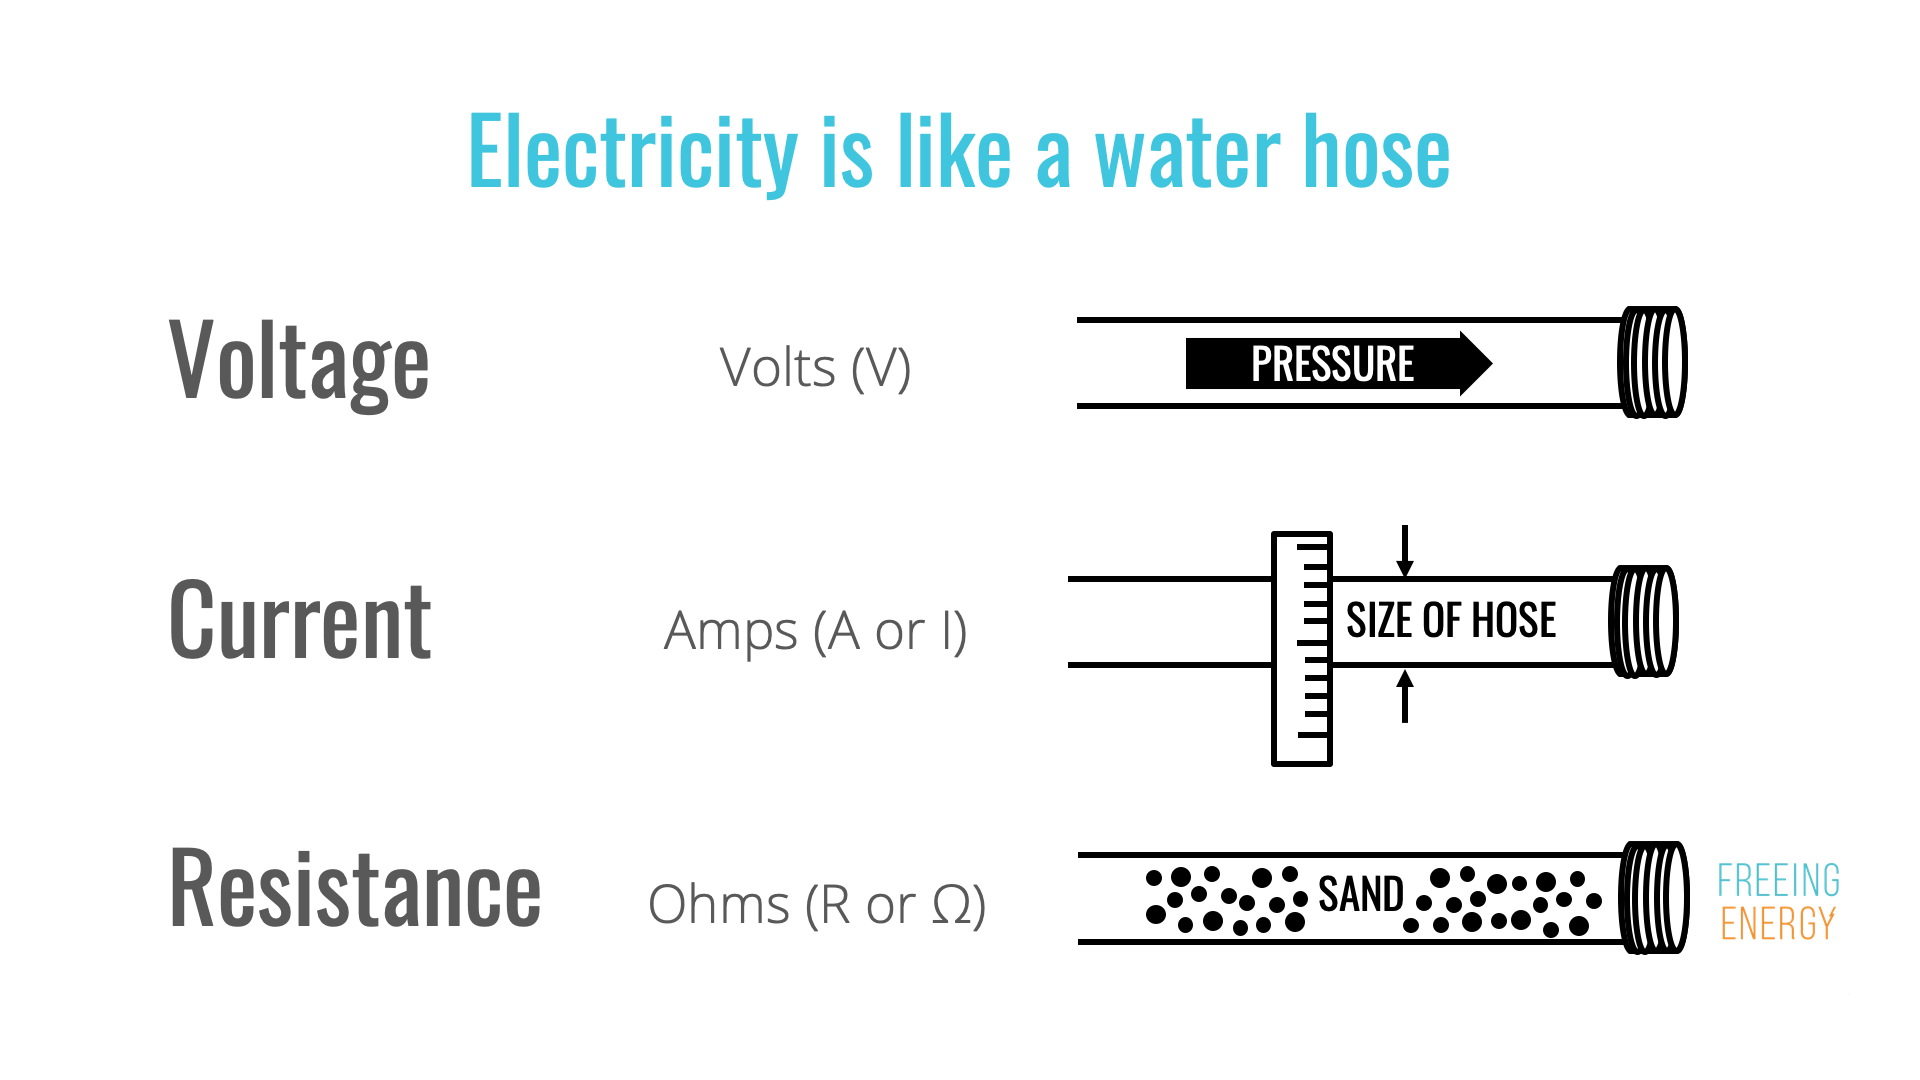 Electricity is like a water hose
Voltage
Volts (V)
PRESSURE
Current
Amps (A or I)
SIZE OF HOSE
Resistance
Ohms (R or Ω)
SAND
FREEING
ENERGY